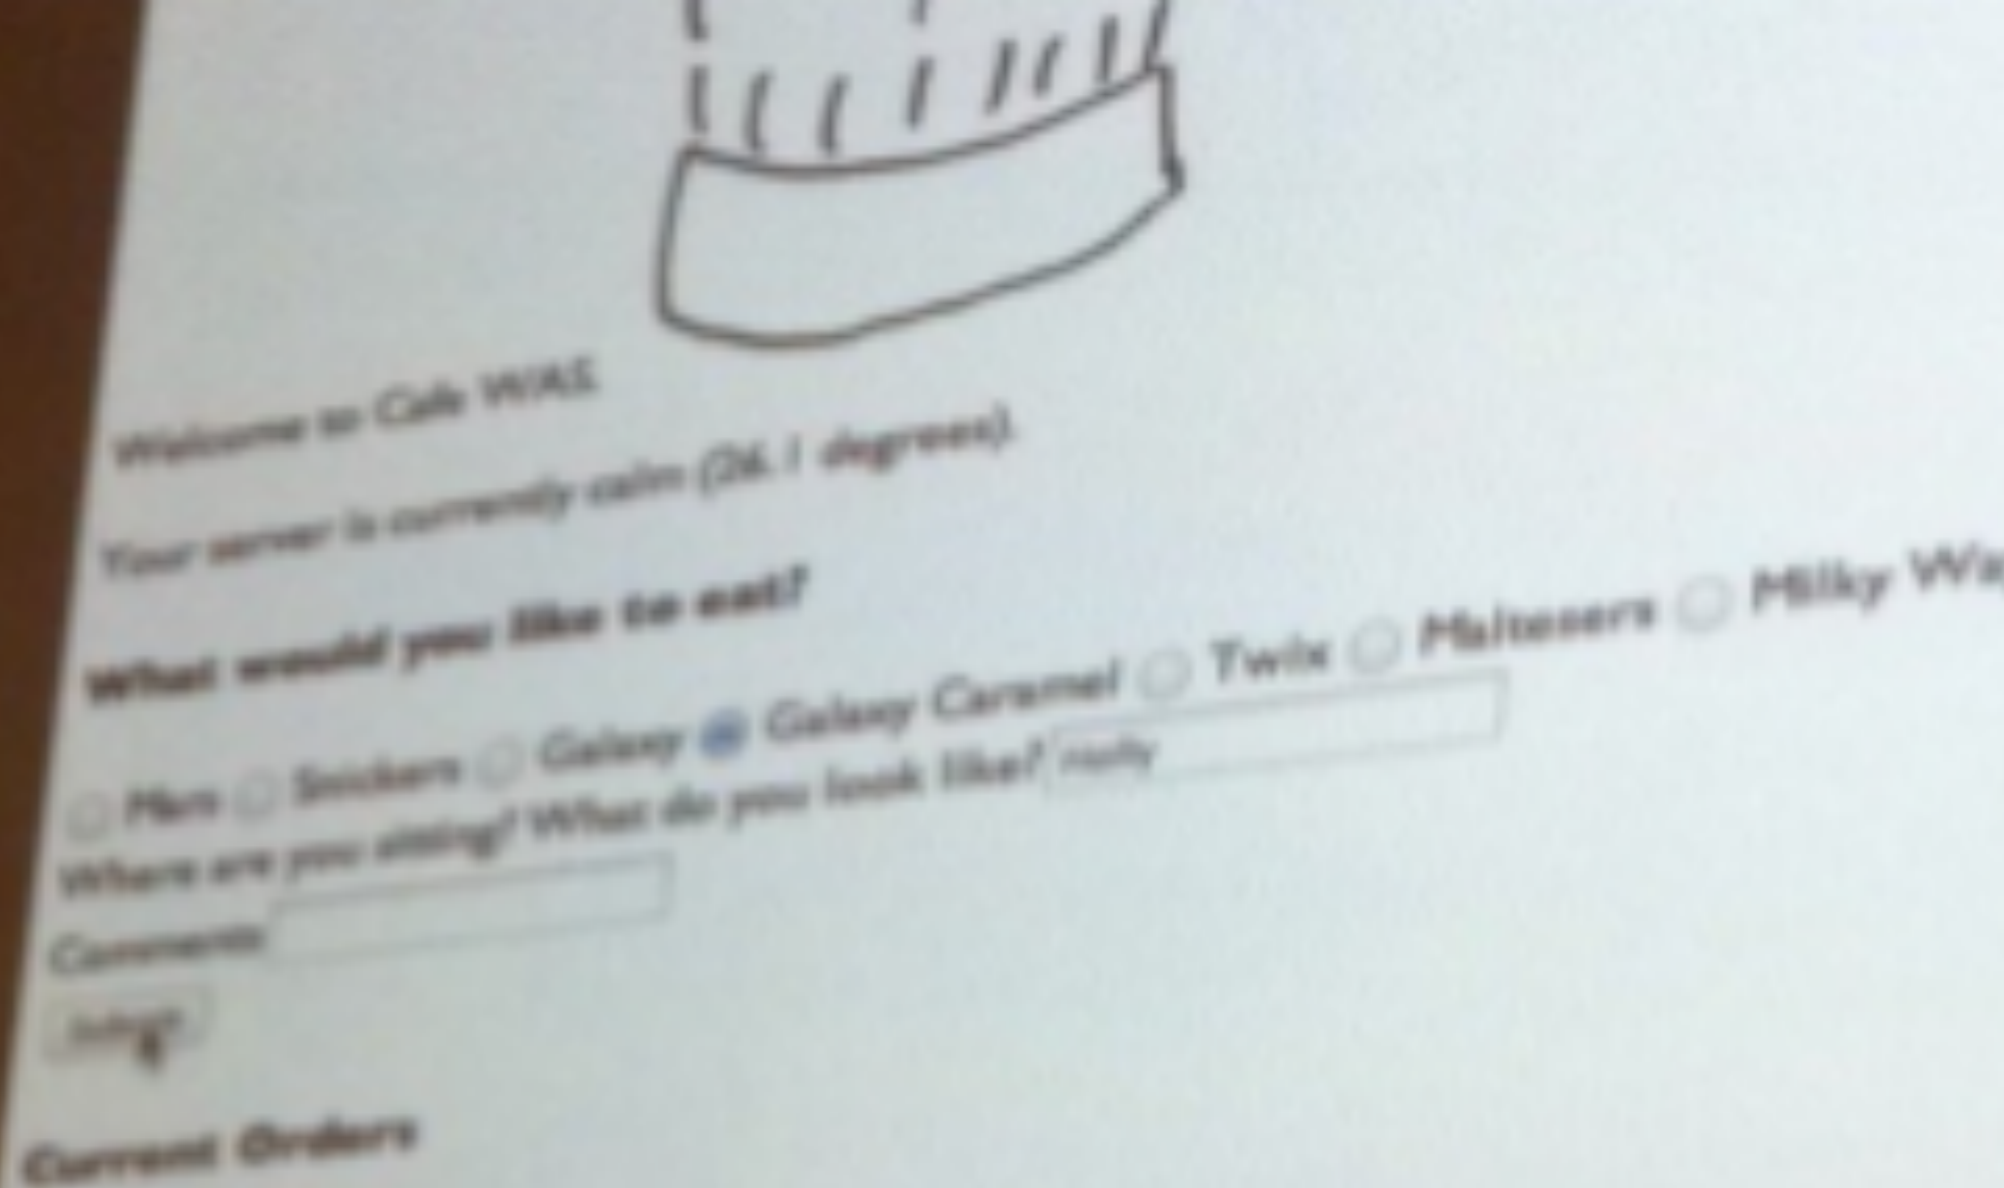 Welcome to Cafe WAS
Your server is currently calm (26.1 degrees).
What would you like to eat?
Mars Snickers Galaxy Galaxy Caramel Twix Maltesers Milky Wa
Where are you sitting? What do you look like?
Comments
Submit
Current Orders